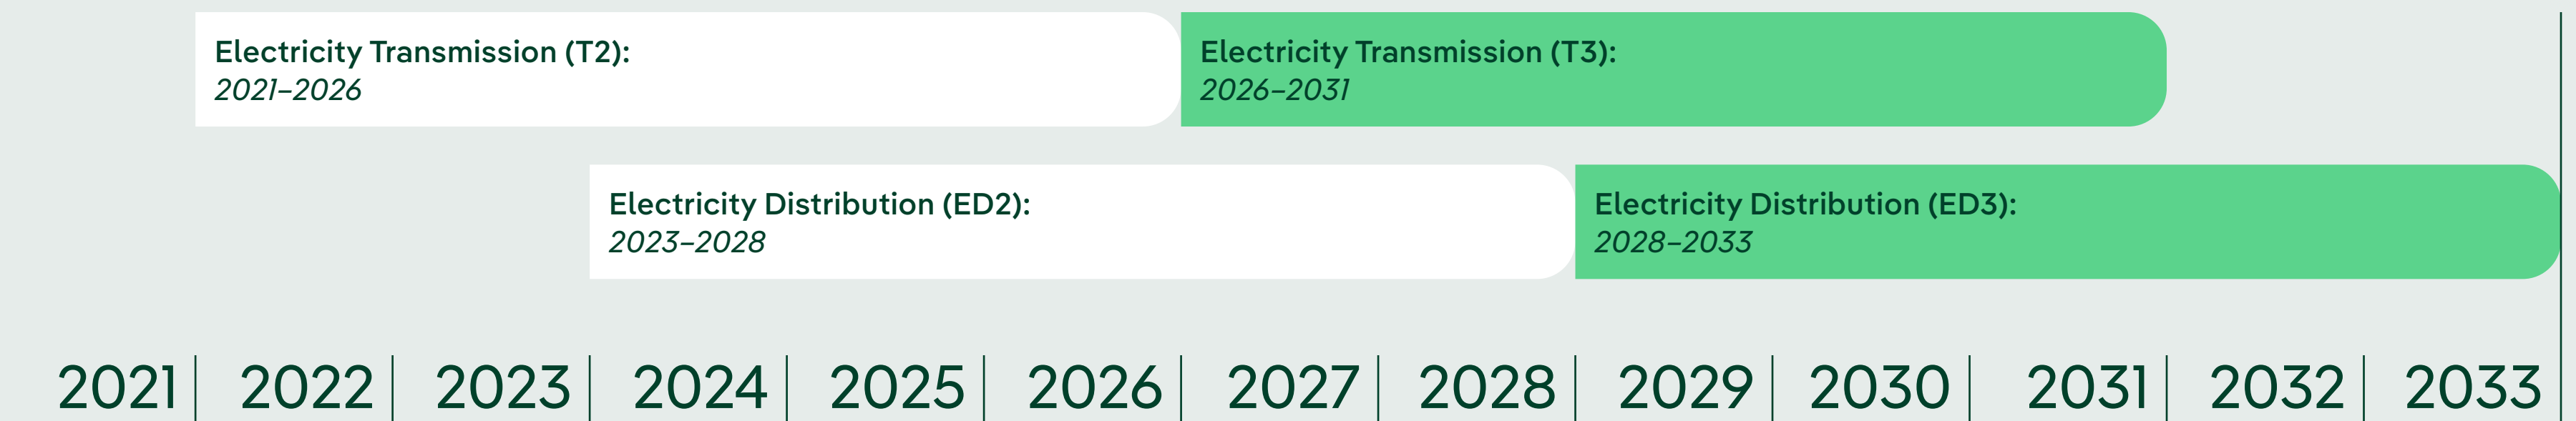 Electricity Transmission (T2):
2021–2026
Electricity Transmission (T3):
2026–2031
Electricity Distribution (ED2):
2023–2028
Electricity Distribution (ED3):
2028–2033
2021 2022 2023 2024 2025 2026 2027 2028 2029 2030 2031 2032 2033